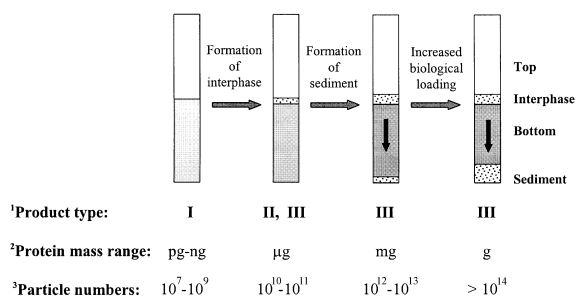 Formation of interphase
Formation of sediment
Increased biological loading
Top
Interphase
Bottom
Sediment
¹Product type: I II, III III III
²Protein mass range: pg-ng μg mg g
³Particle numbers: 10⁷-10⁹ 10¹⁰-10¹¹ 10¹²-10¹³ > 10¹⁴